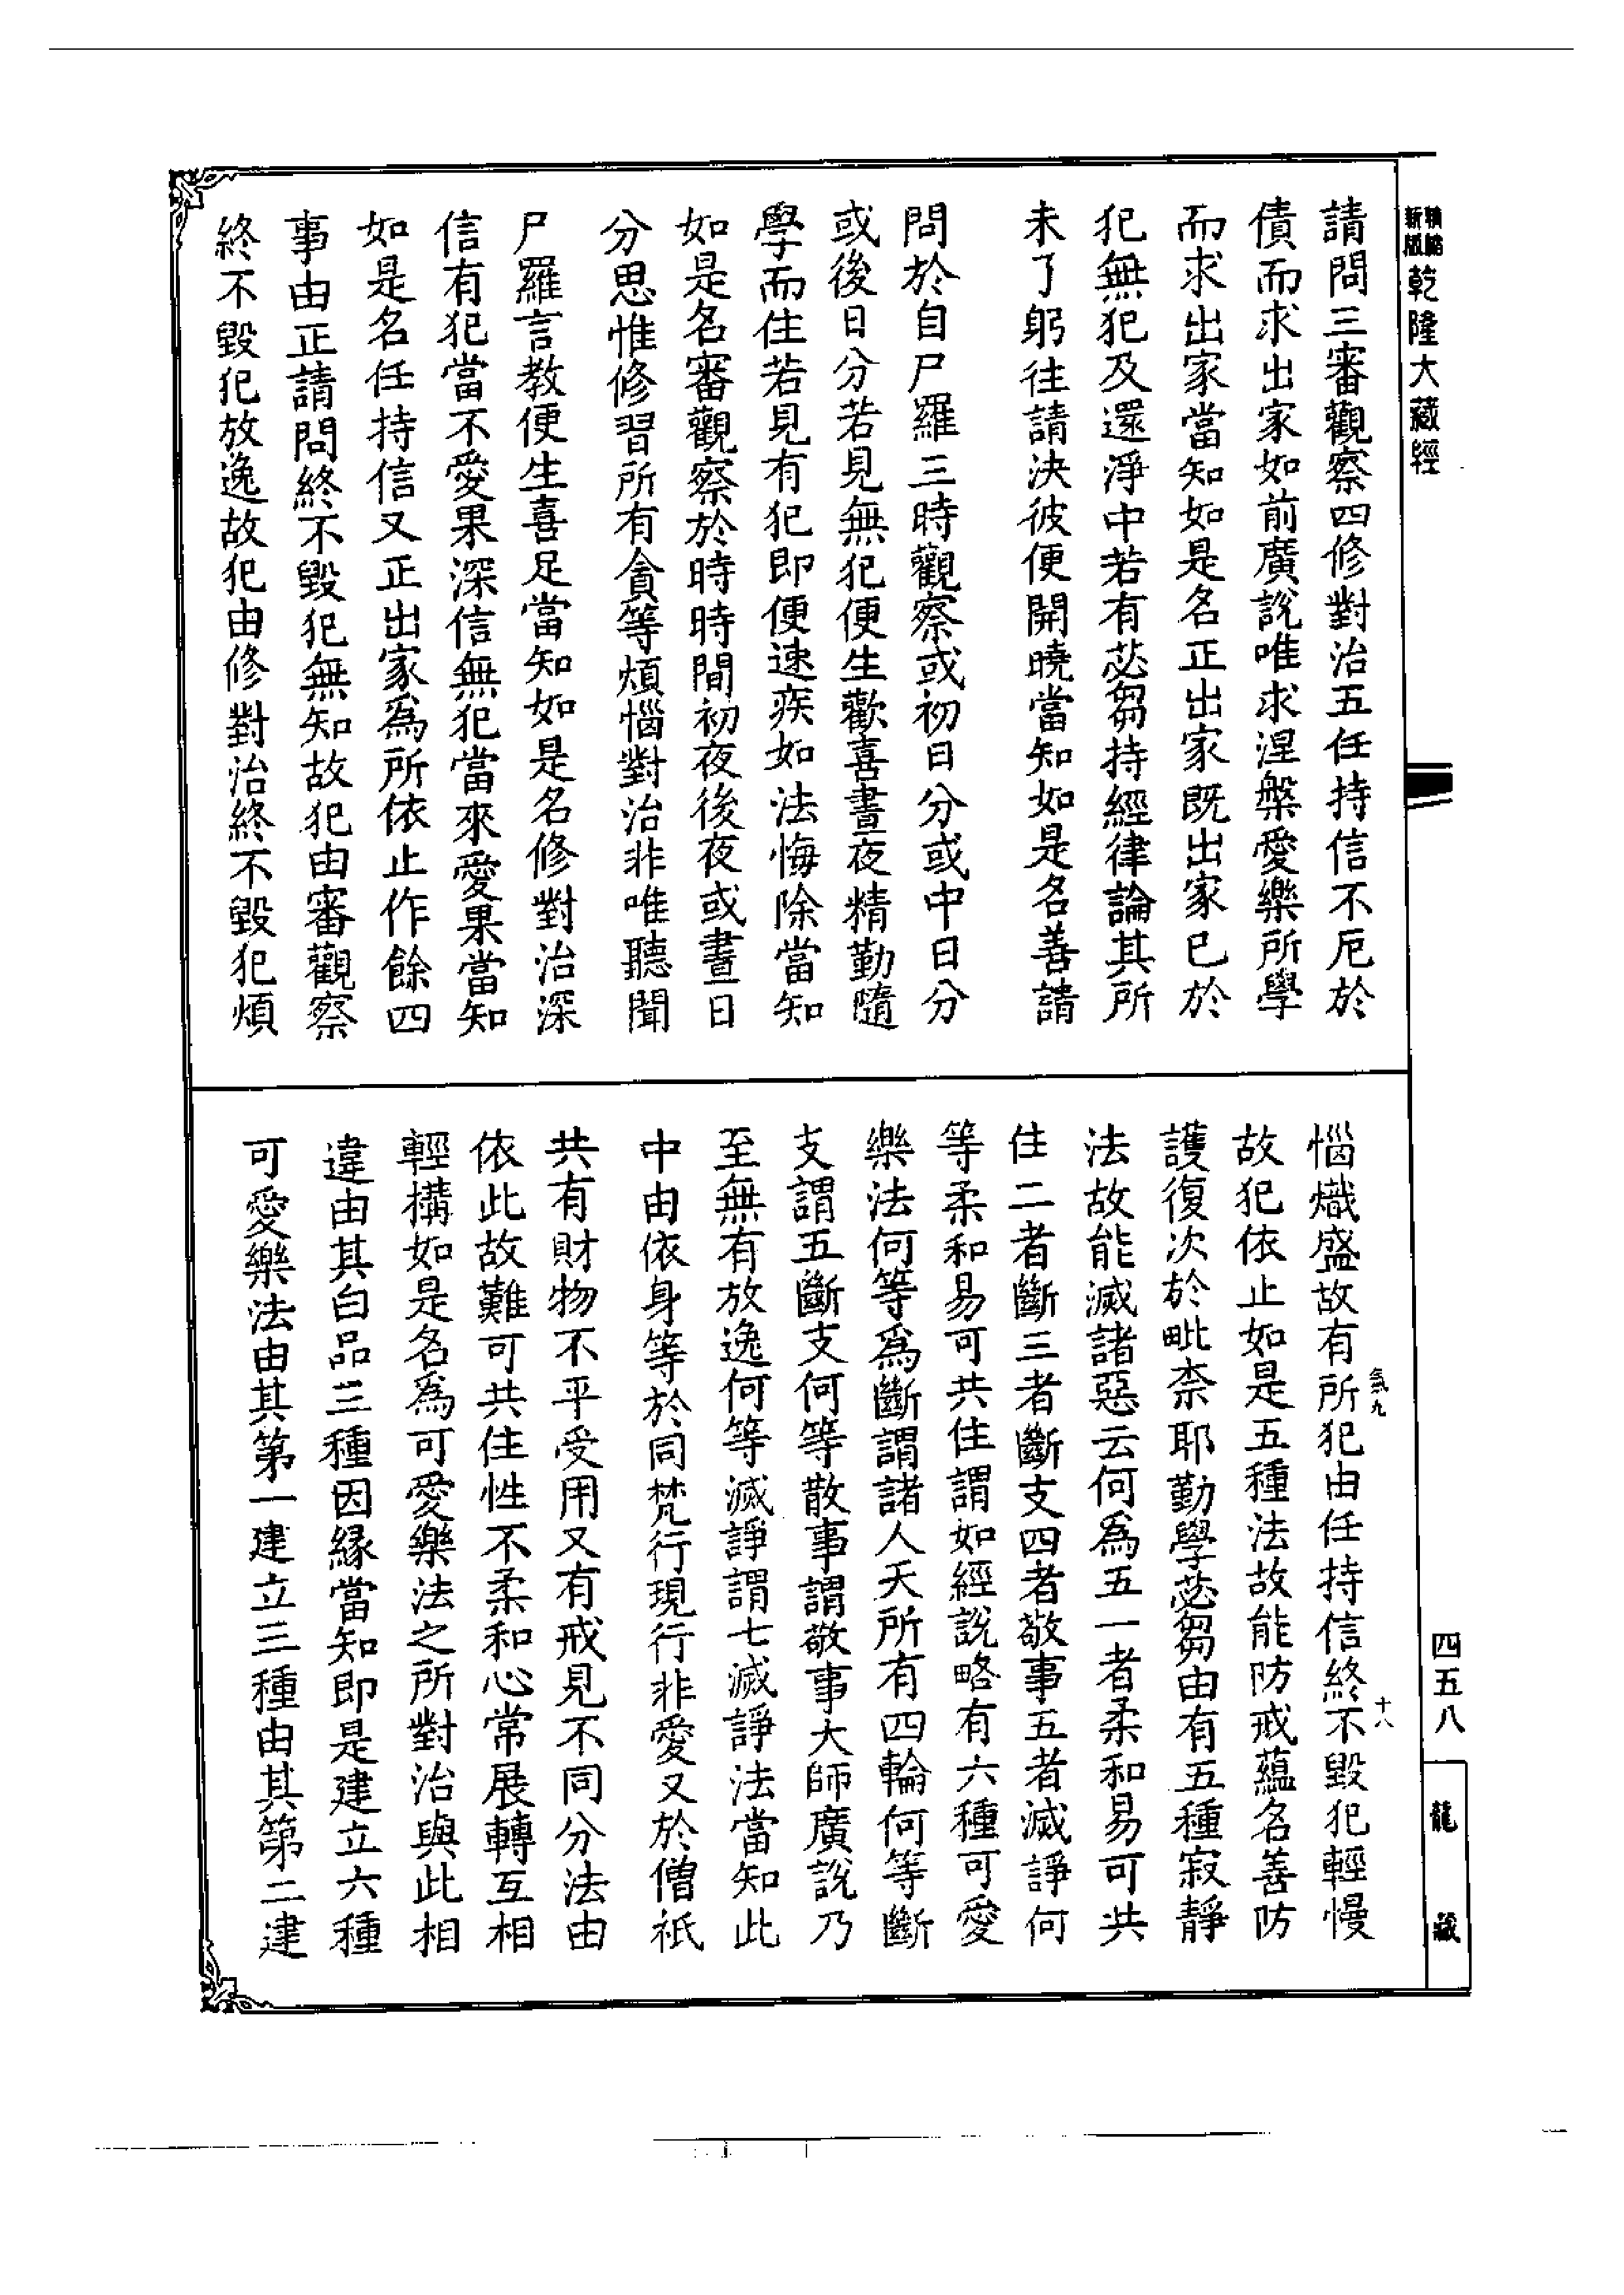 精縮新版乾隆大藏經
請問三審觀察四修對治五任持信不厄於
債而求出家如前廣說唯求涅槃愛樂所學
而求出家當知如是名正出家既出家已於
犯無犯及還淨中若有苾芻持經律論其所
未了躬往請決彼便開曉當知如是名善請
問於自尸羅三時觀察或初日分或中日分
或後日分若見無犯便生歡喜晝夜精勤隨
學而住若見有犯即便速疾如法悔除當知
如是名審觀察於時時間初夜後夜或晝日
分思惟修習所有貪等煩惱對治非唯聽聞
尸羅言教便生喜足當知如是名修對治深
信有犯當不愛果深信無犯當來愛果當知
如是名任持信又正出家為所依止作餘四
事由正請問終不毀犯無知故犯由審觀察
終不毀犯放逸故犯由修對治終不毀犯煩
惱熾盛故有所犯由任持信終不毀犯輕慢
故犯依止如是五種法故能防戒蘊名善防
護復次於毗柰耶勤學苾芻由有五種寂靜
法故能滅諸惡云何為五一者柔和易可共
住二者斷三者斷支四者敬事五者滅諍何
等柔和易可共住謂如經說略有六種可愛
樂法何等為斷謂諸人天所有四輪何等斷
支謂五斷支何等散事謂敬事大師廣說乃
至無有放逸何等滅諍謂七滅諍法當知此
中由依身等於同梵行現行非愛又於僧祇
共有財物不平受用又有戒見不同分法由
依此故難可共住性不柔和心常展轉互相
輕搆如是名為可愛樂法之所對治與此相
違由其白品三種因緣當知即是建立六種
可愛樂法由其第一建立三種由其第二建
氣九
十八
四五八
龍藏